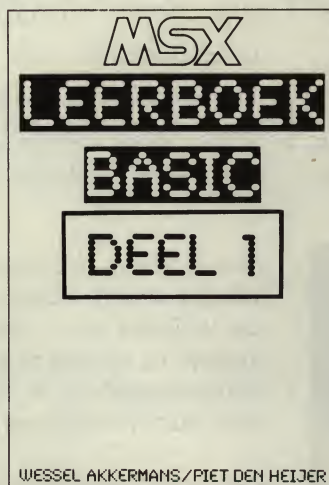 MSX
LEERBOEK
BASIC
DEEL 1
WESSEL AKKERMANS/PIET DEN HEIJER